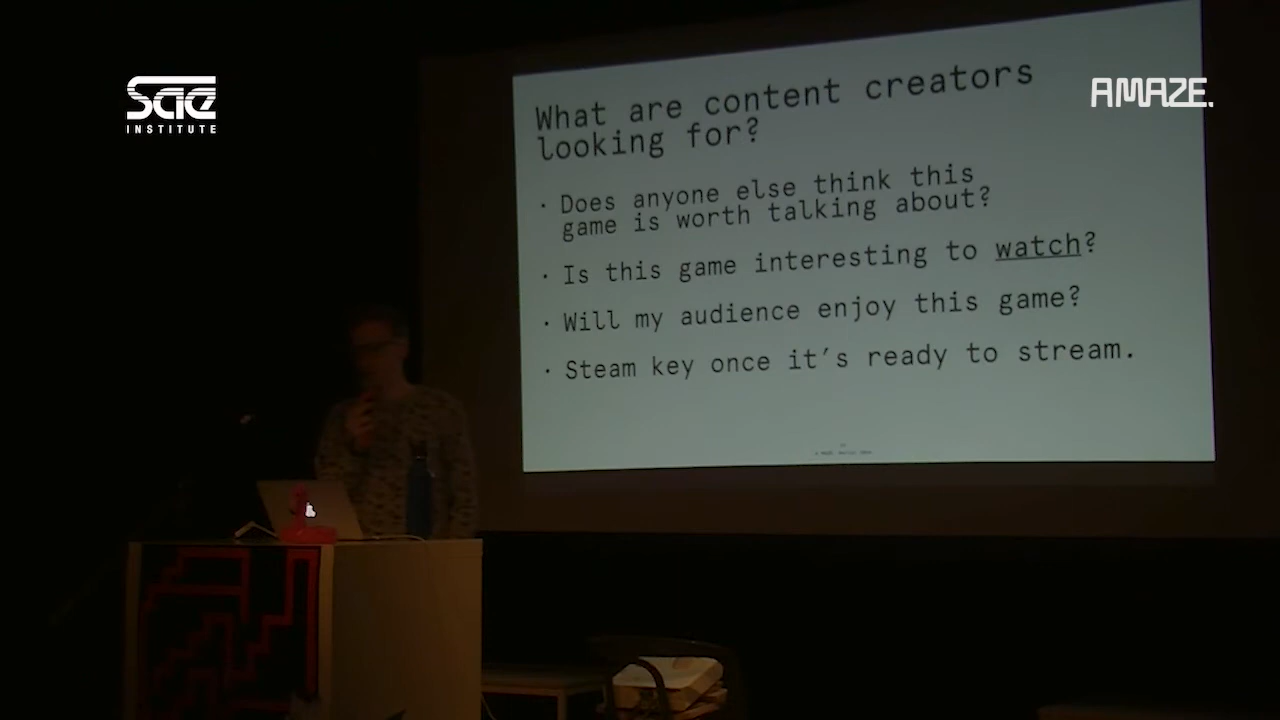 sae
INSTITUTE
AMAZE.
What are content creators
looking for?
· Does anyone else think this
game is worth talking about?
· Is this game interesting to watch?
· Will my audience enjoy this game?
· Steam key once it's ready to stream.